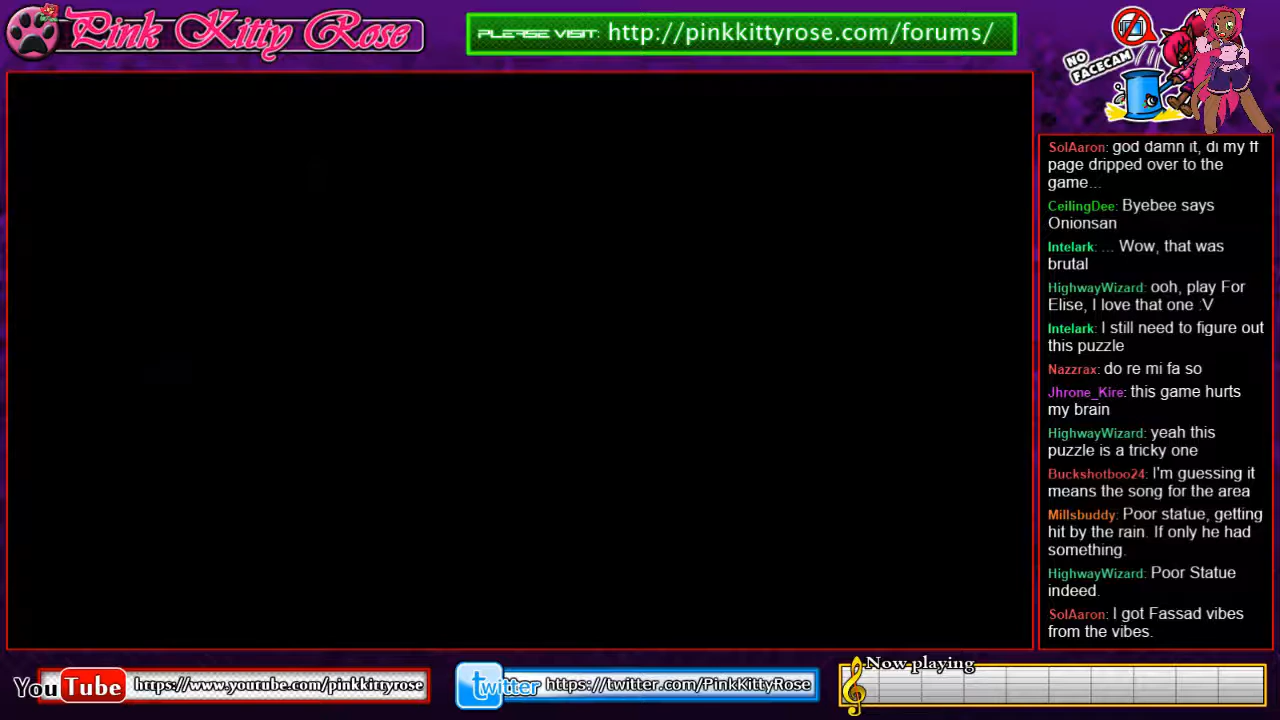 Pink Kitty Rose
PLEASE VISIT: http://pinkkittyrose.com/forums/
NO
FACECAM
SolAaron: god damn it, di my ff
page dripped over to the
game...
CeilingDee: Byebee says
Onionsan
Intelark: ... Wow, that was
brutal
HighwayWizard: ooh, play For
Elise, I love that one :V
Intelark: I still need to figure out
this puzzle
Nazzrax: do re mi fa so
Jhrone_Kire: this game hurts
my brain
HighwayWizard: yeah this
puzzle is a tricky one
Buckshotboo24: I'm guessing it
means the song for the area
Millsbuddy: Poor statue, getting
hit by the rain. If only he had
something.
HighwayWizard: Poor Statue
indeed.
SolAaron: I got Fassad vibes
from the vibes.
YouTube https://www.youtube.com/pinkkittyrose
twitter https://twitter.com/PinkKittyRose
Now playing